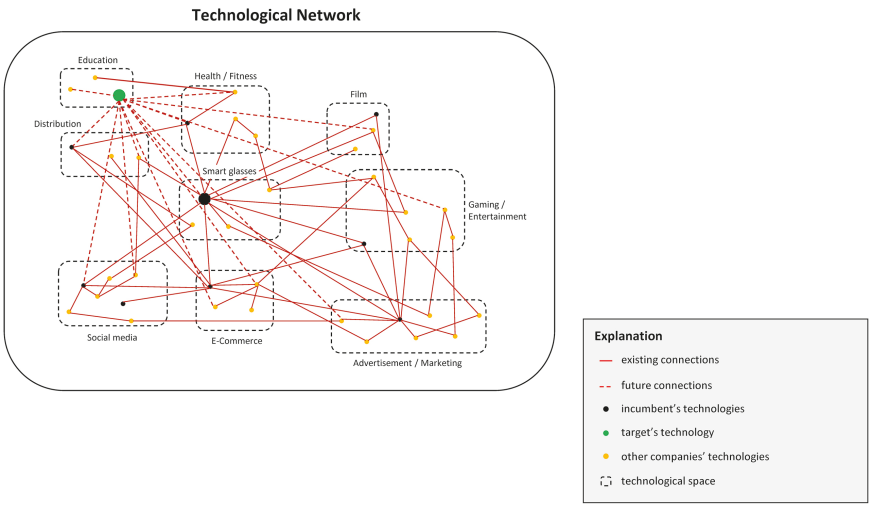 Technological Network
Education
Health / Fitness
Film
Distribution
Smart glasses
Gaming /
Entertainment
Social media
E-Commerce
Advertisement / Marketing
Explanation
existing connections
future connections
incumbent's technologies
target's technology
other companies' technologies
technological space